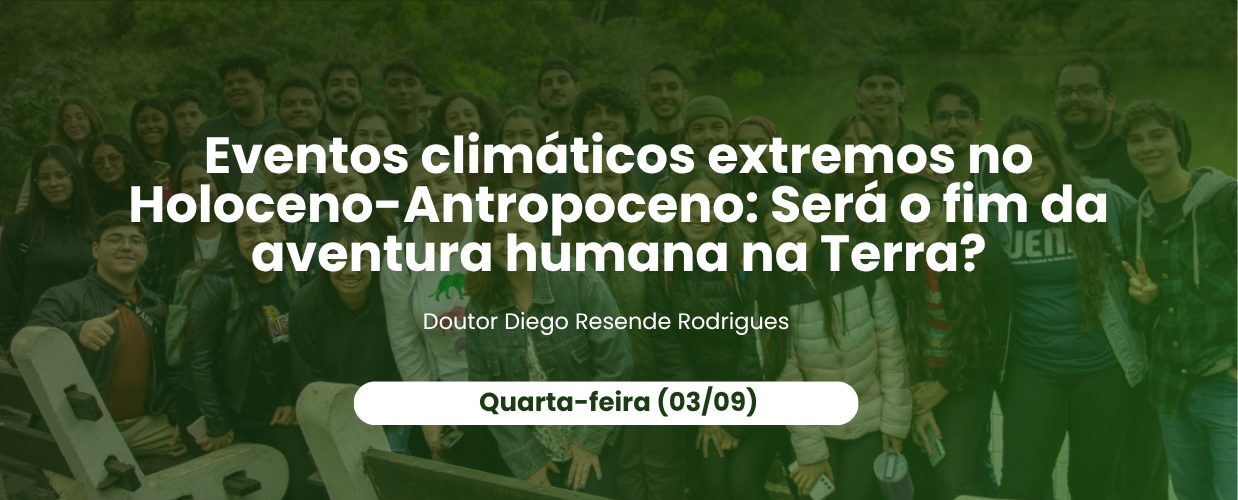 Eventos climáticos extremos no
Holoceno-Antropoceno: Será o fim da
aventura humana na Terra?
Doutor Diego Resende Rodrigues
Quarta-feira (03/09)